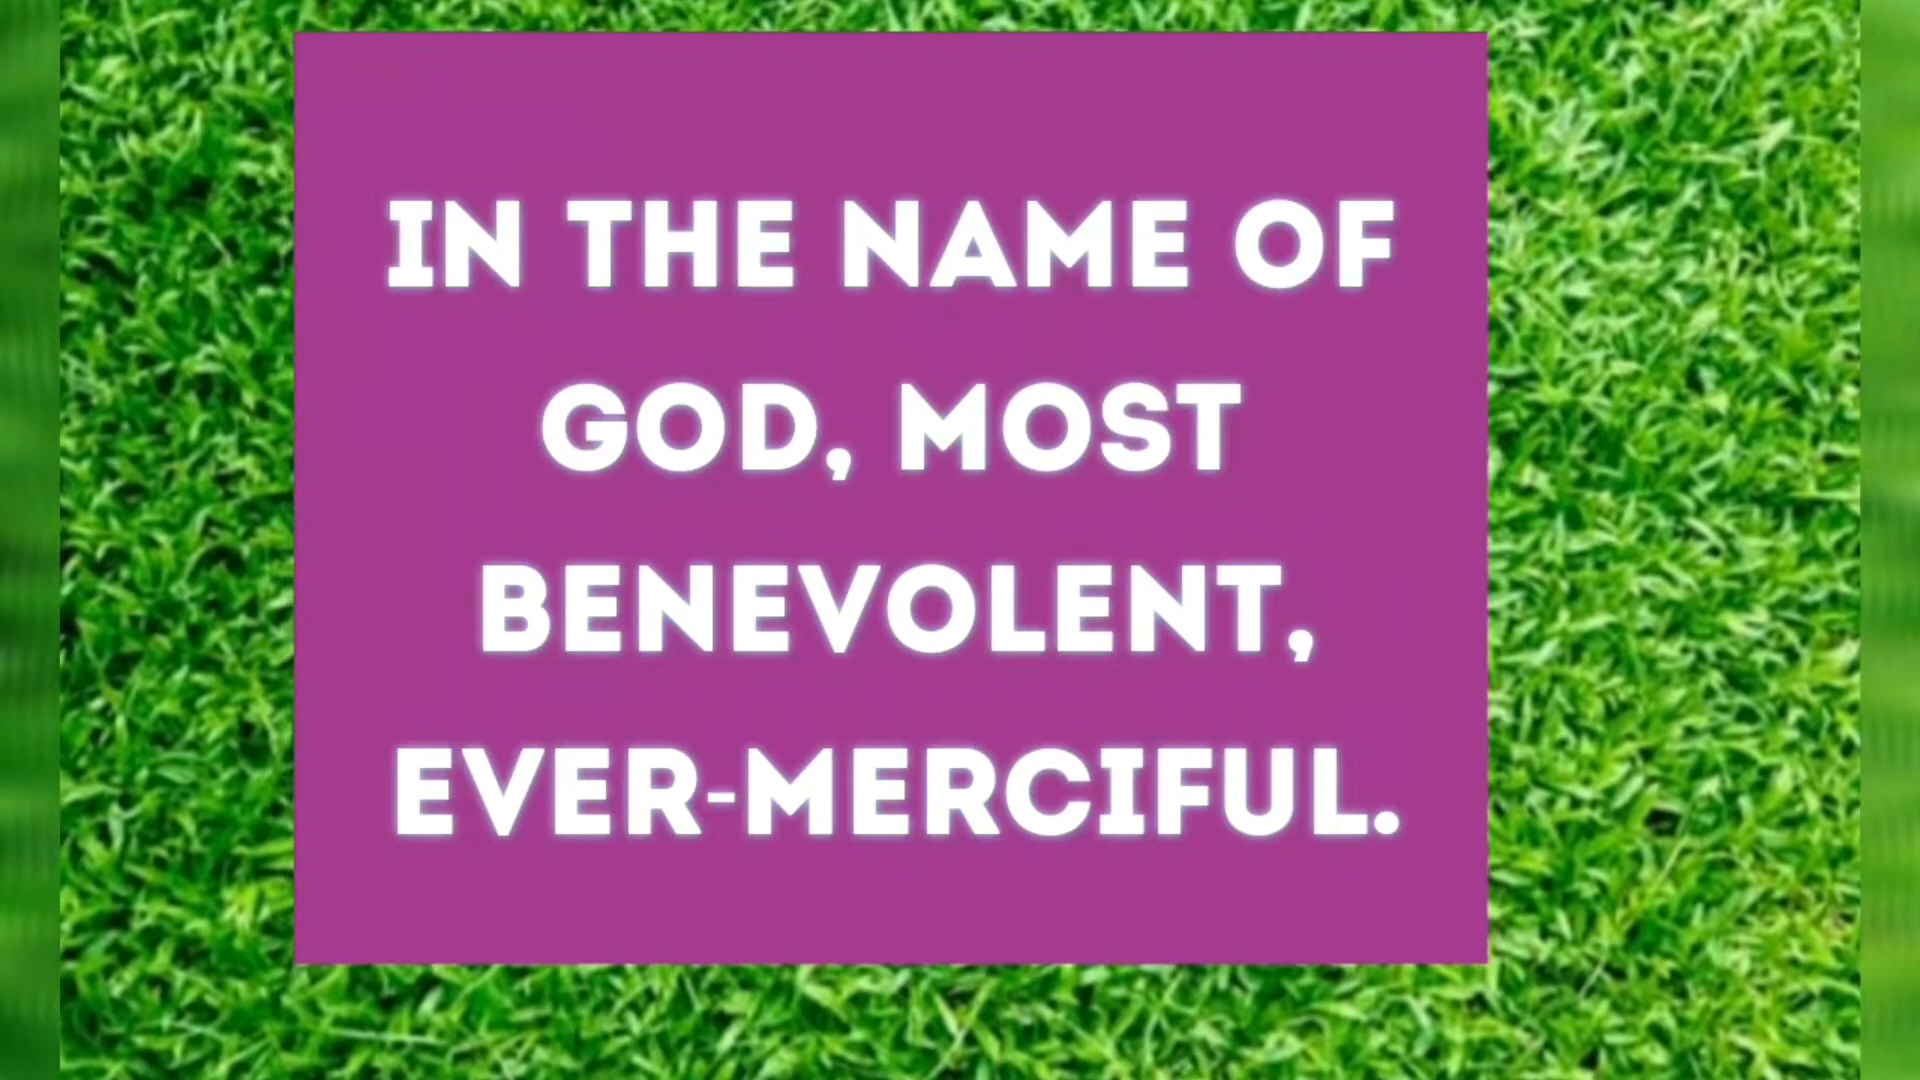 IN THE NAME OF
GOD, MOST
BENEVOLENT,
EVER-MERCIFUL.